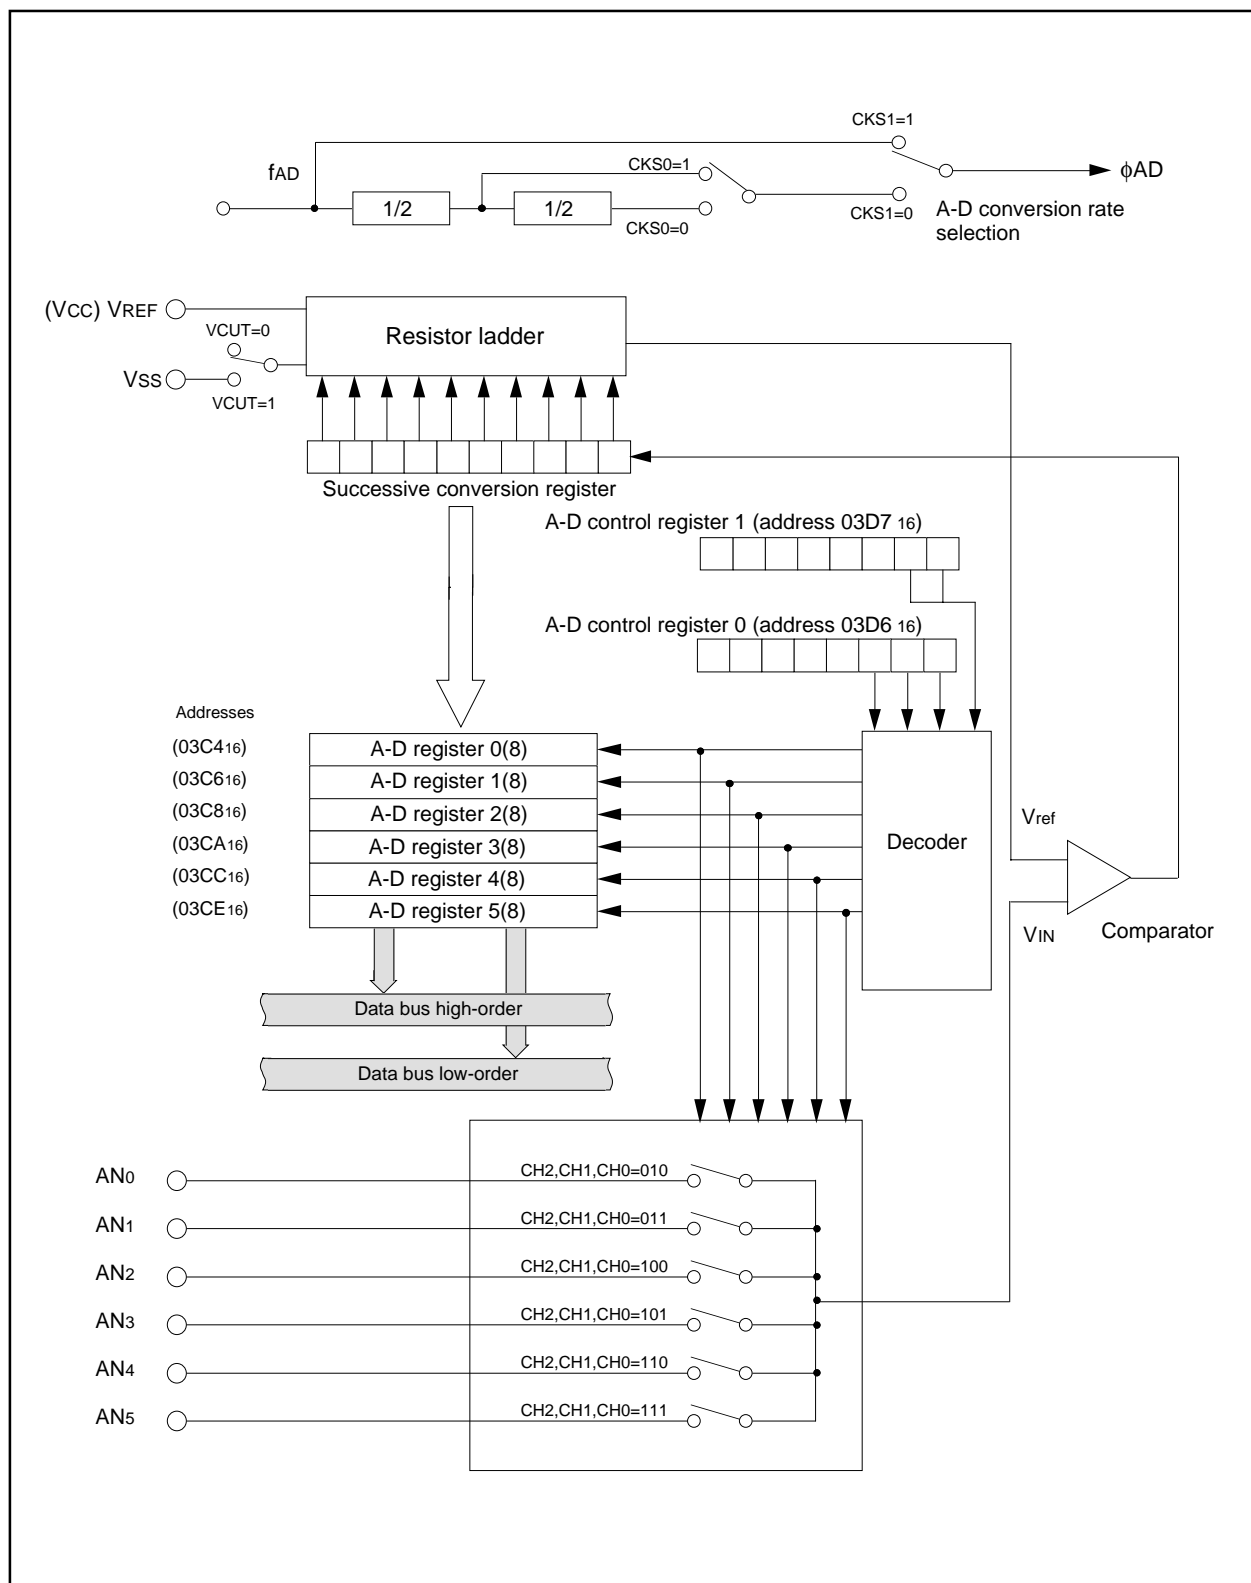 CKS1=1
fAD
CKS0=1
ϕAD
1/2
1/2
CKS0=0
CKS1=0
A-D conversion rate
selection
(VCC) VREF
VCUT=0
Resistor ladder
VSS
VCUT=1
Successive conversion register
A-D control register 1 (address 03D7 16)
A-D control register 0 (address 03D6 16)
Addresses
(03C416)
A-D register 0(8)
(03C616)
A-D register 1(8)
(03C816)
A-D register 2(8)
(03CA16)
A-D register 3(8)
(03CC16)
A-D register 4(8)
(03CE16)
A-D register 5(8)
Decoder
Vref
VIN
Comparator
Data bus high-order
Data bus low-order
AN0
CH2,CH1,CH0=010
AN1
CH2,CH1,CH0=011
AN2
CH2,CH1,CH0=100
AN3
CH2,CH1,CH0=101
AN4
CH2,CH1,CH0=110
AN5
CH2,CH1,CH0=111